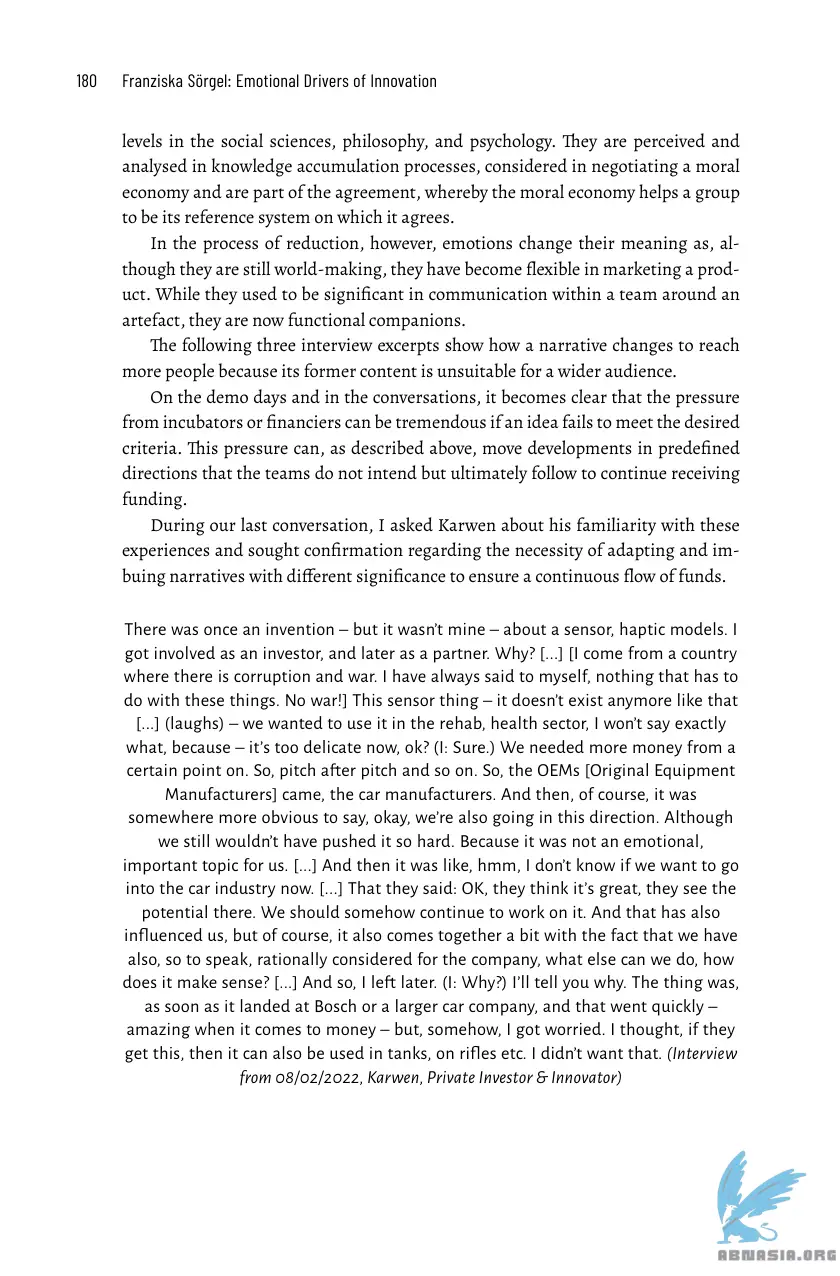 180 Franziska Sörgel: Emotional Drivers of Innovation
levels in the social sciences, philosophy, and psychology. They are perceived and
analysed in knowledge accumulation processes, considered in negotiating a moral
economy and are part of the agreement, whereby the moral economy helps a group
to be its reference system on which it agrees.
In the process of reduction, however, emotions change their meaning as, al-
though they are still world-making, they have become flexible in marketing a prod-
uct. While they used to be significant in communication within a team around an
artefact, they are now functional companions.
The following three interview excerpts show how a narrative changes to reach
more people because its former content is unsuitable for a wider audience.
On the demo days and in the conversations, it becomes clear that the pressure
from incubators or financiers can be tremendous if an idea fails to meet the desired
criteria. This pressure can, as described above, move developments in predefined
directions that the teams do not intend but ultimately follow to continue receiving
funding.
During our last conversation, I asked Karwen about his familiarity with these
experiences and sought confirmation regarding the necessity of adapting and im-
buing narratives with different significance to ensure a continuous flow of funds.
There was once an invention – but it wasn’t mine – about a sensor, haptic models. I
got involved as an investor, and later as a partner. Why? [...] [I come from a country
where there is corruption and war. I have always said to myself, nothing that has to
do with these things. No war!] This sensor thing – it doesn’t exist anymore like that
[...] (laughs) – we wanted to use it in the rehab, health sector, I won’t say exactly
what, because – it’s too delicate now, ok? (I: Sure.) We needed more money from a
certain point on. So, pitch after pitch and so on. So, the OEMs [Original Equipment
Manufacturers] came, the car manufacturers. And then, of course, it was
somewhere more obvious to say, okay, we’re also going in this direction. Although
we still wouldn’t have pushed it so hard. Because it was not an emotional,
important topic for us. [...] And then it was like, hmm, I don’t know if we want to go
into the car industry now. [...] That they said: OK, they think it’s great, they see the
potential there. We should somehow continue to work on it. And that has also
influenced us, but of course, it also comes together a bit with the fact that we have
also, so to speak, rationally considered for the company, what else can we do, how
does it make sense? [...] And so, I left later. (I: Why?) I’ll tell you why. The thing was,
as soon as it landed at Bosch or a larger car company, and that went quickly –
amazing when it comes to money – but, somehow, I got worried. I thought, if they
get this, then it can also be used in tanks, on rifles etc. I didn’t want that. (Interview
from 08/02/2022, Karwen, Private Investor & Innovator)
ABNASIA.ORG